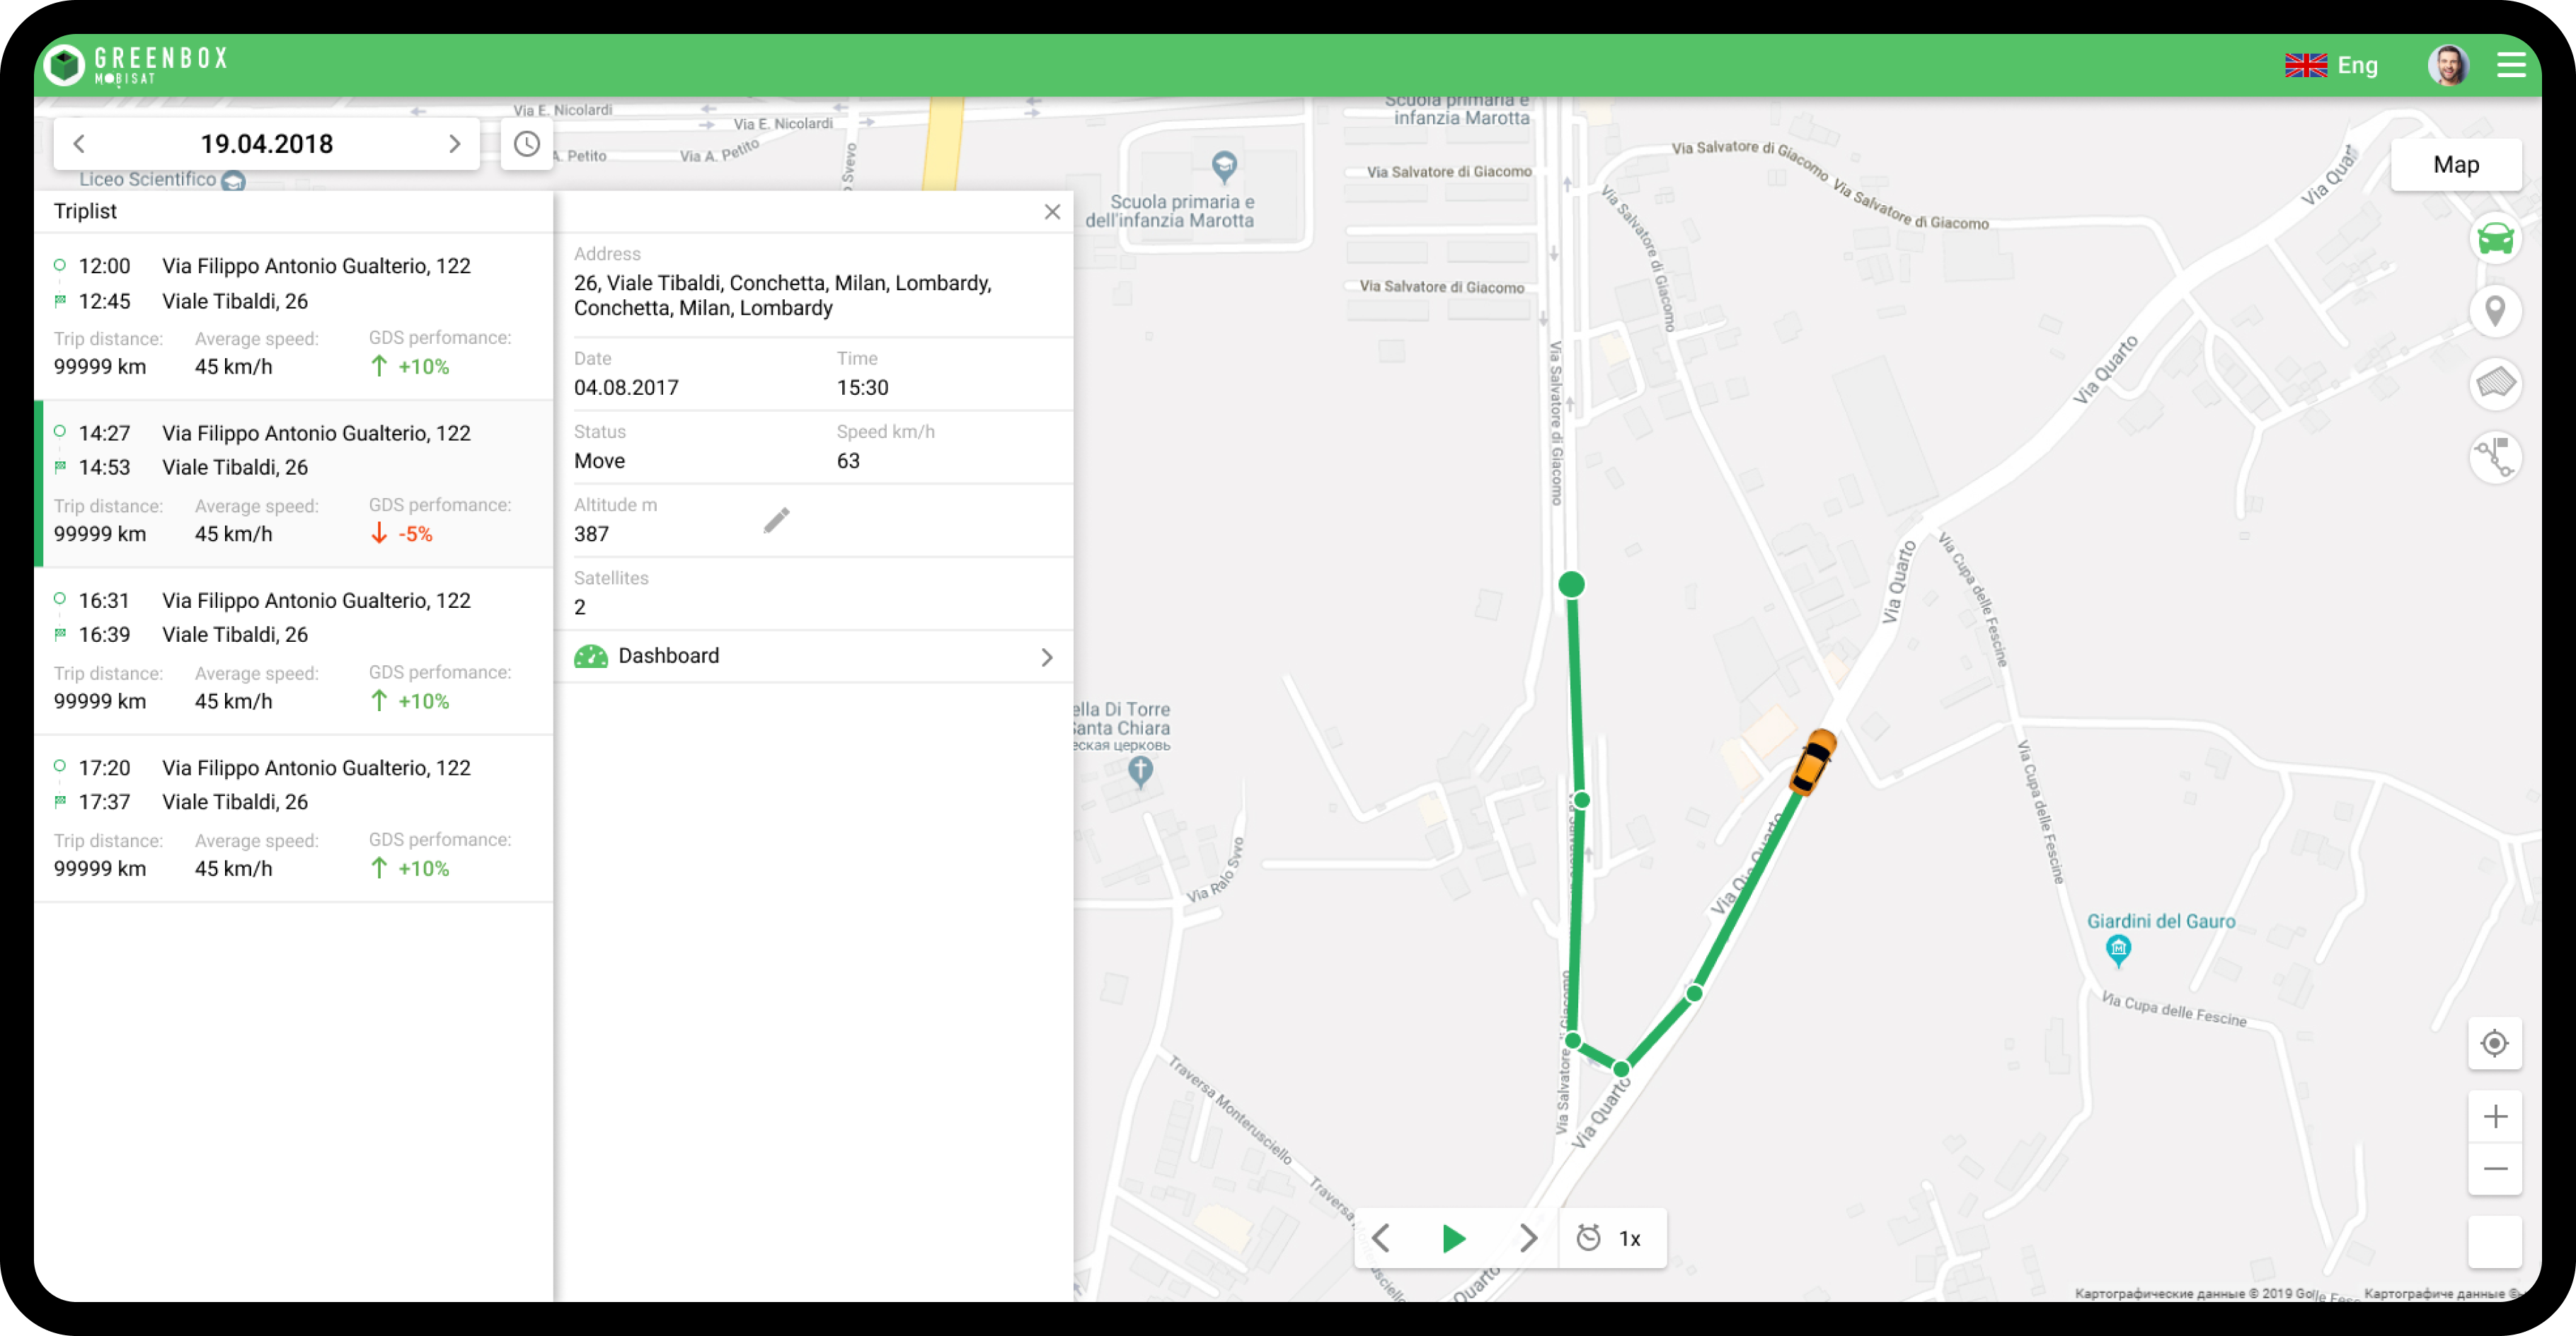 GREENBOX
MOBISAT
Eng
19.04.2018
Map
Triplist
12:00 Via Filippo Antonio Gualterio, 122
12:45 Viale Tibaldi, 26
Trip distance: Average speed: GDS perfomance:
99999 km 45 km/h +10%
14:27 Via Filippo Antonio Gualterio, 122
14:53 Viale Tibaldi, 26
Trip distance: Average speed: GDS perfomance:
99999 km 45 km/h -5%
16:31 Via Filippo Antonio Gualterio, 122
16:39 Viale Tibaldi, 26
Trip distance: Average speed: GDS perfomance:
99999 km 45 km/h +10%
17:20 Via Filippo Antonio Gualterio, 122
17:37 Viale Tibaldi, 26
Trip distance: Average speed: GDS perfomance:
99999 km 45 km/h +10%
Address
26, Viale Tibaldi, Conchetta, Milan, Lombardy,
Conchetta, Milan, Lombardy
Date Time
04.08.2017 15:30
Status Speed km/h
Move 63
Altitude m
387
Satellites
2
Dashboard
Via E. Nicolardi
Via E. Nicolardi
A. Petito
Via A. Petito
Svevo
Liceo Scientifico
Scuola primaria e
dell'infanzia Marotta
Scuola primaria e
infanzia Marotta
Via Salvatore di Giacomo
Via Salvatore di Giacomo
Via Salvatore di Giacomo
Via Salvatore di Giacomo
Via Salvatore di Giacomo
Via Salvatore di Giacomo
Via Quart
Via Quarto
Via Quarto
Via Cupa delle Fescine
Via Cupa delle Fescine
Via Cupa delle Fescine
ella Di Torre
Santa Chiara
еская церковь
Via Ralo Svvo
Giardini del Gauro
Via Salvatore di Giacomo
Via Quarto
Traversa Monterusciello
Traversa
usciello
Quarto
1x
Картографические данные © 2019 Go
Картографиче данные ©